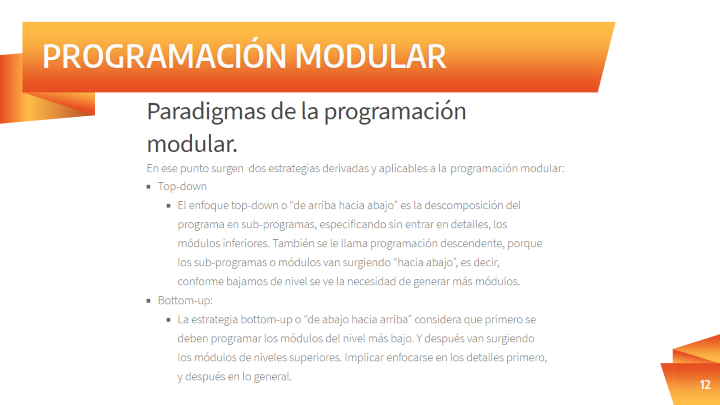 PROGRAMACIÓN MODULAR
Paradigmas de la programación
modular.
En ese punto surgen dos estrategias derivadas y aplicables a la programación modular:
▪ Top-down
▪ El enfoque top-down o “de arriba hacia abajo” es la descomposición del
programa en sub-programas, especificando sin entrar en detalles, los
módulos inferiores. También se le llama programación descendente, porque
los sub-programas o módulos van surgiendo “hacia abajo”, es decir,
conforme bajamos de nivel se ve la necesidad de generar más módulos.
▪ Bottom-up:
▪ La estrategia bottom-up o “de abajo hacia arriba” considera que primero se
deben programar los módulos del nivel más bajo. Y después van surgiendo
los módulos de niveles superiores. Implicar enfocarse en los detalles primero,
y después en lo general.
12